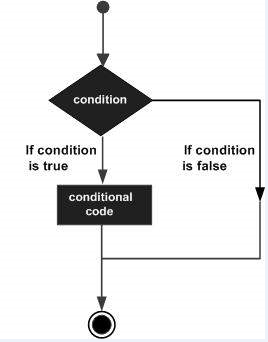 condition
If condition
is true
If condition
is false
conditional
code